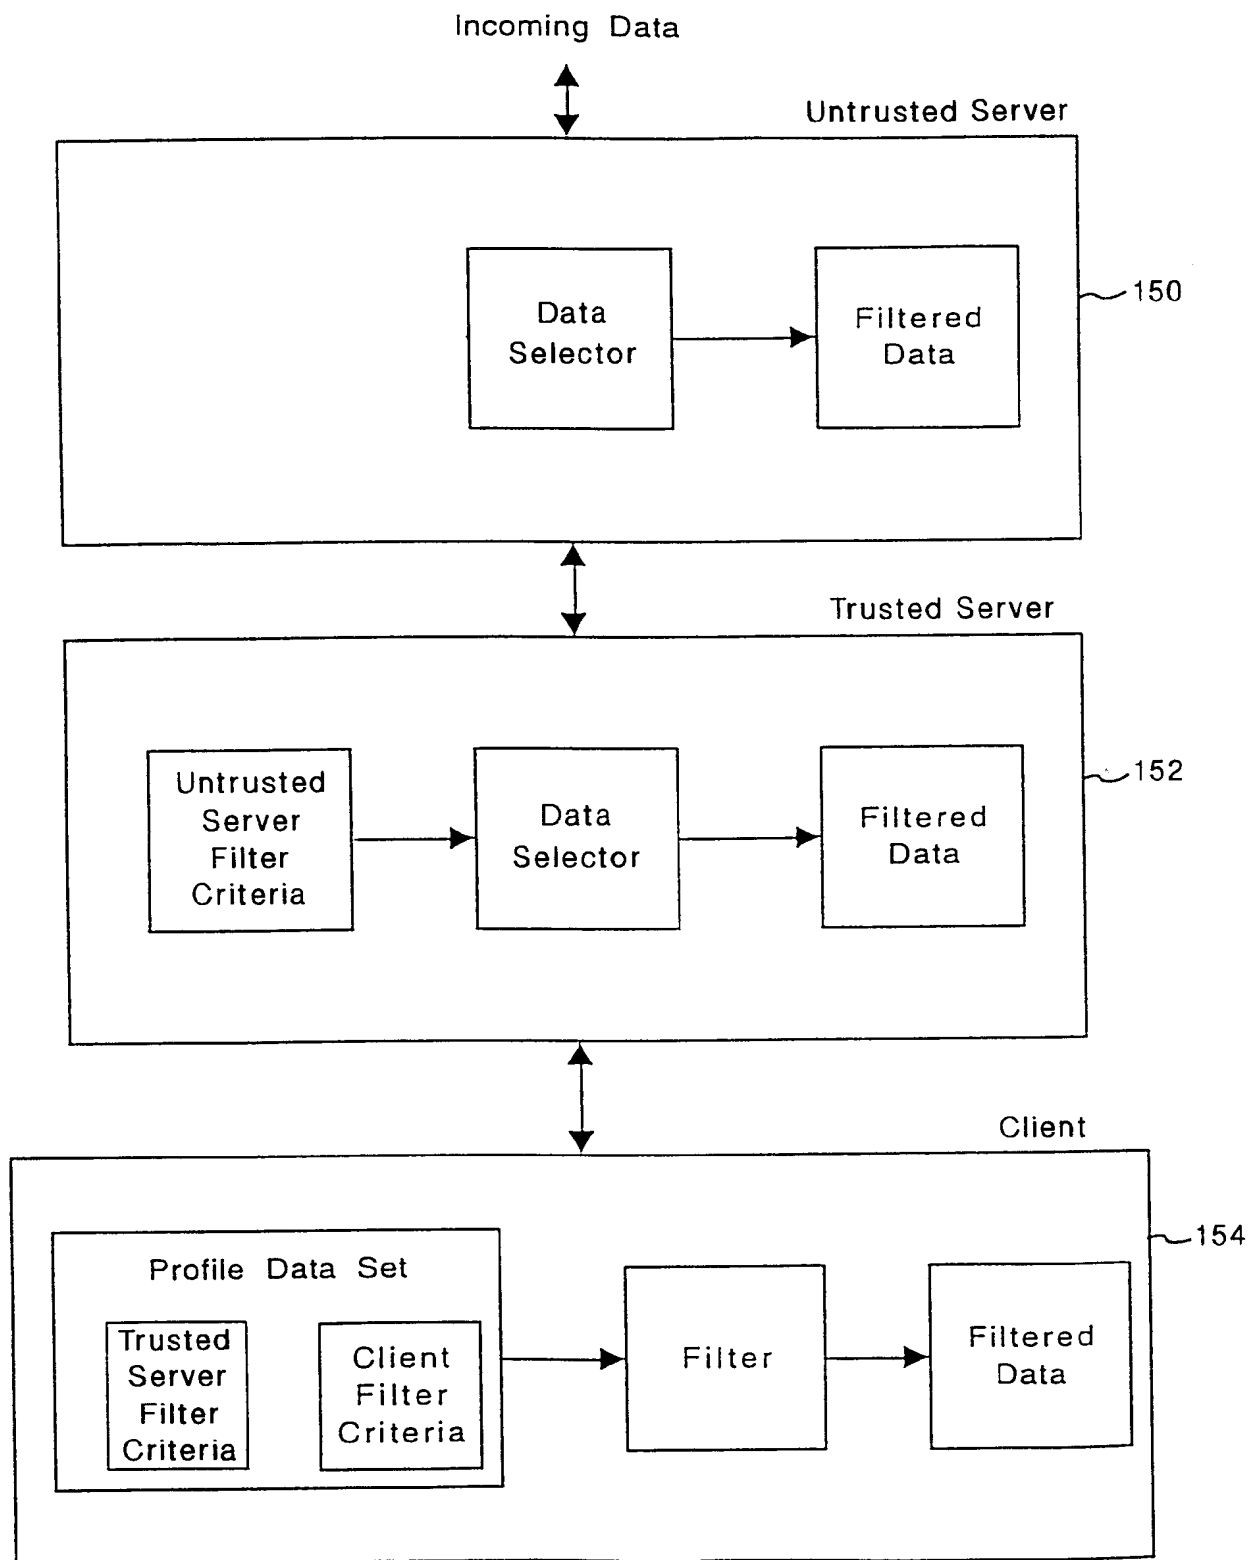 Incoming Data
Untrusted Server
Data
Selector
Filtered
Data
150
Trusted Server
Untrusted
Server
Filter
Criteria
Data
Selector
Filtered
Data
152
Client
154
Profile Data Set
Trusted
Server
Filter
Criteria
Client
Filter
Criteria
Filter
Filtered
Data